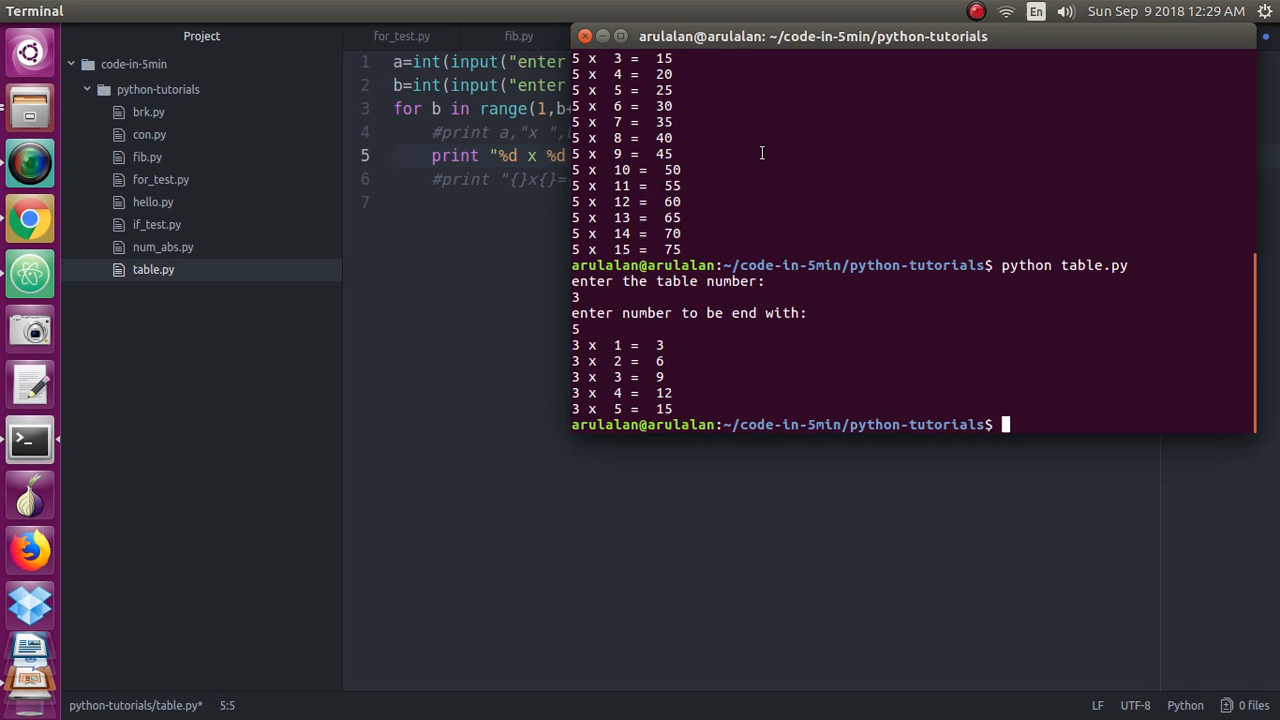 Terminal
En
Sun Sep 9 2018 12:29 AM
Project
code-in-5min
python-tutorials
brk.py
con.py
fib.py
for_test.py
hello.py
if_test.py
num_abs.py
table.py
for_test.py
fib.py
1 a=int(input("enter
2 b=int(input("enter
3 for b in range(1,b+
4 #print a,"x ",
5 print "%d x %d
6 #print "{}x{}=
7
arulalan@arulalan: ~/code-in-5min/python-tutorials
5 x 3 = 15
5 x 4 = 20
5 x 5 = 25
5 x 6 = 30
5 x 7 = 35
5 x 8 = 40
5 x 9 = 45
5 x 10 = 50
5 x 11 = 55
5 x 12 = 60
5 x 13 = 65
5 x 14 = 70
5 x 15 = 75
arulalan@arulalan:~/code-in-5min/python-tutorials$ python table.py
enter the table number:
3
enter number to be end with:
5
3 x 1 = 3
3 x 2 = 6
3 x 3 = 9
3 x 4 = 12
3 x 5 = 15
arulalan@arulalan:~/code-in-5min/python-tutorials$
python-tutorials/table.py* 5:5
LF UTF-8 Python 0 files